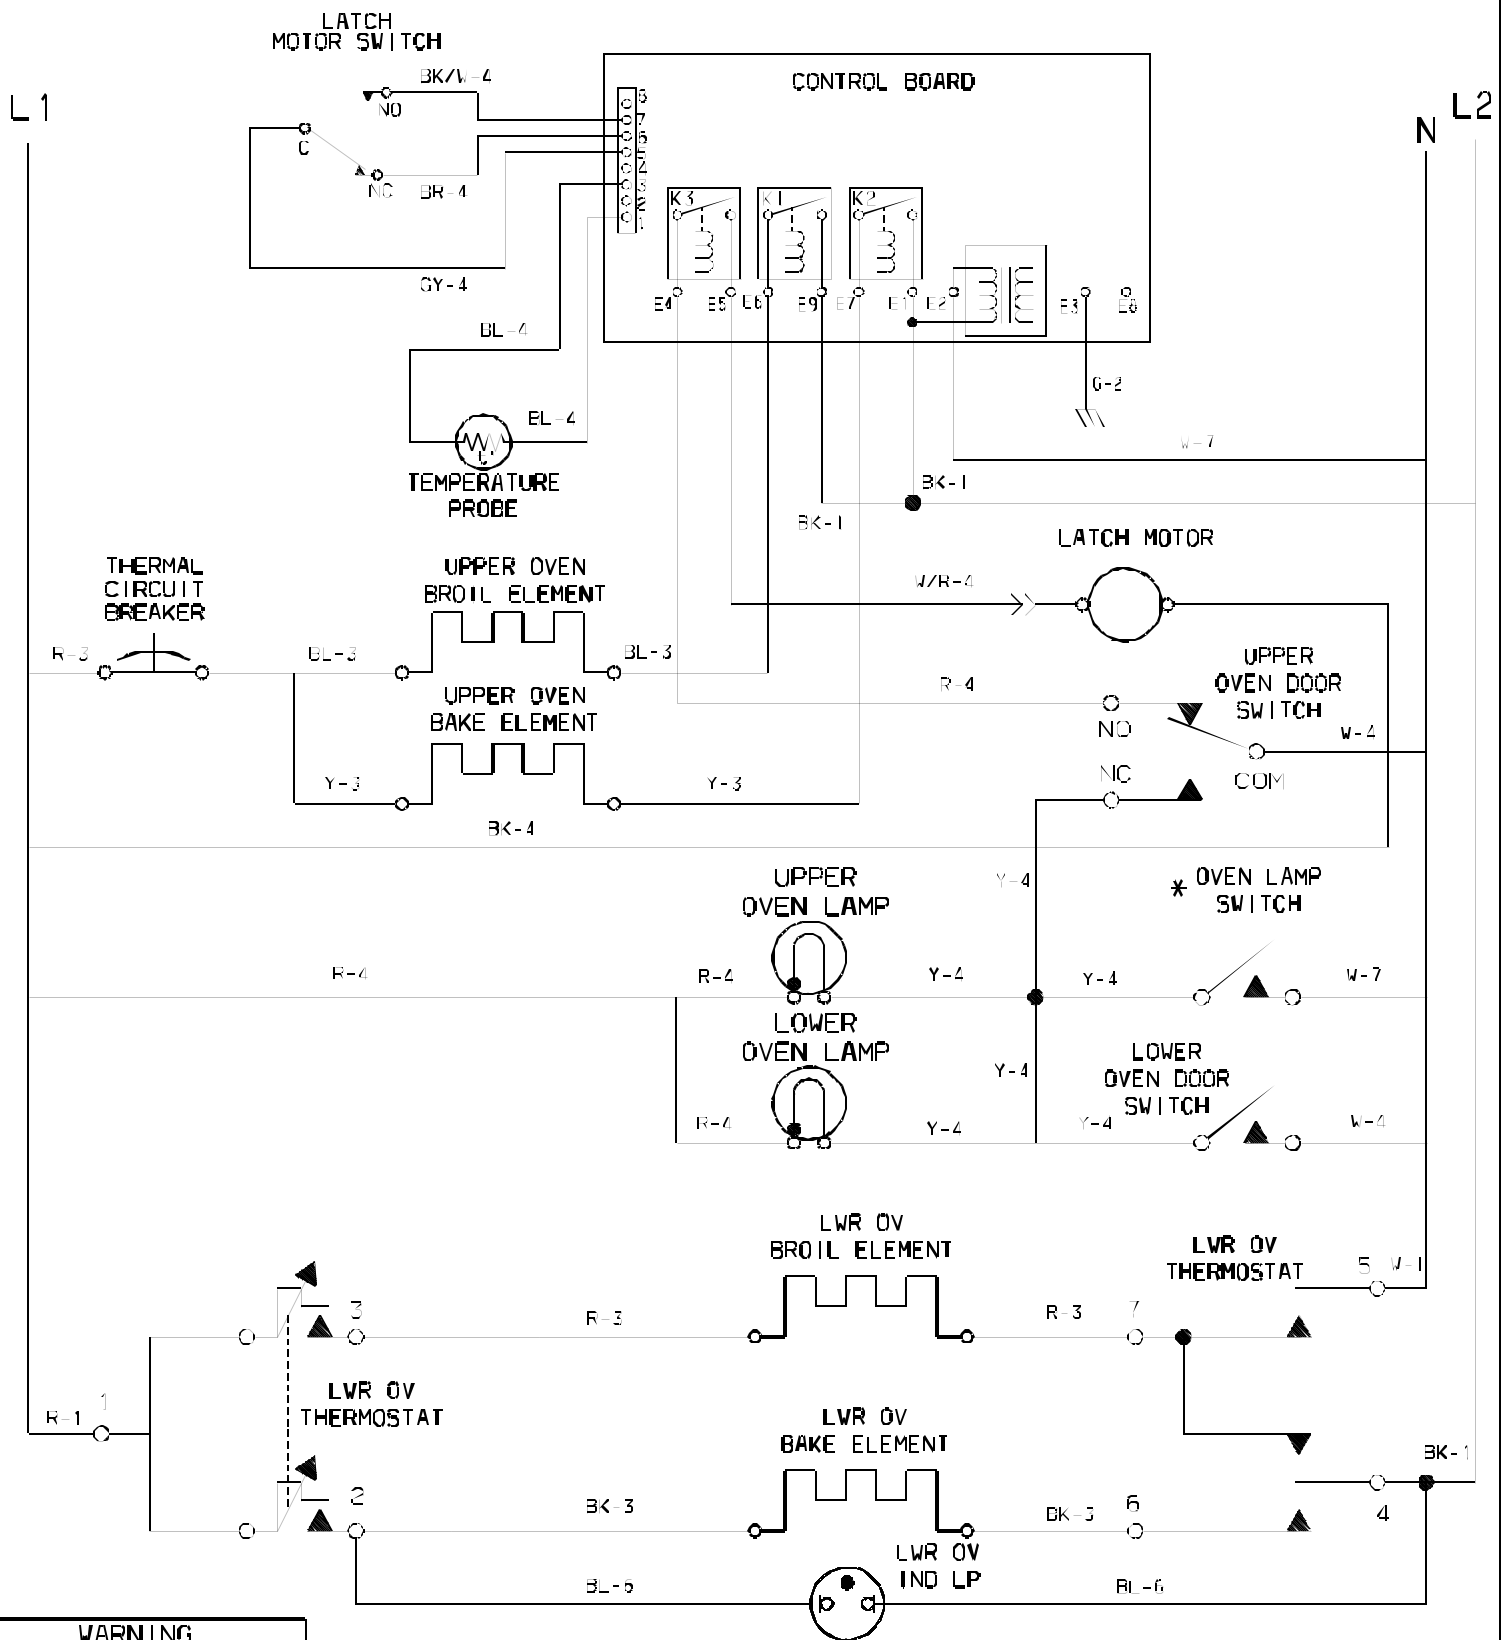 LATCH
MOTOR SWITCH
BK/W-4
CONTROL BOARD
L1
L2
N
NO
C
NC
BR-4
GY-4
8
7
6
5
4
3
2
1
K3
K1
K2
E4
E5
E6
E9
E7
E1
E2
E3
E8
BL-4
G-2
BL-4
W-7
TEMPERATURE
PROBE
BK-1
BK-1
LATCH MOTOR
THERMAL
CIRCUIT
BREAKER
UPPER OVEN
BROIL ELEMENT
W/R-4
R-3
BL-3
BL-3
UPPER
OVEN DOOR
SWITCH
R-4
UPPER OVEN
BAKE ELEMENT
NO
W-4
NC
COM
Y-3
Y-3
BK-4
UPPER
OVEN LAMP
Y-4
* OVEN LAMP
SWITCH
R-4
R-4
Y-4
Y-4
W-7
LOWER
OVEN LAMP
Y-4
LOWER
OVEN DOOR
SWITCH
R-4
Y-4
Y-4
W-4
LWR OV
BROIL ELEMENT
LWR OV
THERMOSTAT
5
W-1
3
R-3
R-3
7
1
R-1
LWR OV
THERMOSTAT
LWR OV
BAKE ELEMENT
BK-1
2
BK-3
6
4
LWR OV
IND LP
BL-6
BL-6
WARNING